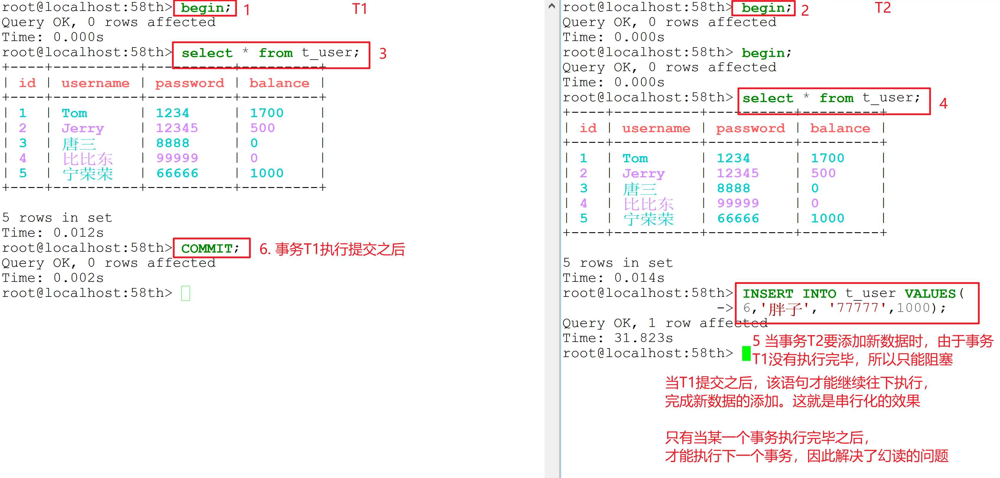 root@localhost:58th> begin; 1 T1
Query OK, 0 rows affected
Time: 0.000s
root@localhost:58th> select * from t_user; 3
+----+----------+----------+---------+
| id | username | password | balance |
+----+----------+----------+---------+
| 1 | Tom | 1234 | 1700 |
| 2 | Jerry | 12345 | 500 |
| 3 | 唐三 | 8888 | 0 |
| 4 | 比比东 | 99999 | 0 |
| 5 | 宁荣荣 | 66666 | 1000 |
+----+----------+----------+---------+
5 rows in set
Time: 0.012s
root@localhost:58th> COMMIT; 6. 事务T1执行提交之后
Query OK, 0 rows affected
Time: 0.002s
root@localhost:58th>
root@localhost:58th> begin; 2 T2
Query OK, 0 rows affected
Time: 0.000s
root@localhost:58th> begin;
Query OK, 0 rows affected
Time: 0.000s
root@localhost:58th> select * from t_user; 4
+----+----------+----------+---------+
| id | username | password | balance |
+----+----------+----------+---------+
| 1 | Tom | 1234 | 1700 |
| 2 | Jerry | 12345 | 500 |
| 3 | 唐三 | 8888 | 0 |
| 4 | 比比东 | 99999 | 0 |
| 5 | 宁荣荣 | 66666 | 1000 |
+----+----------+----------+---------+
5 rows in set
Time: 0.014s
root@localhost:58th> INSERT INTO t_user VALUES(
-> 6,'胖子', '77777',1000);
Query OK, 1 row affected
Time: 31.823s
root@localhost:58th>
5 当事务T2要添加新数据时，由于事务
T1没有执行完毕，所以只能阻塞
当T1提交之后，该语句才能继续往下执行，
完成新数据的添加。这就是串行化的效果
只有当某一个事务执行完毕之后，
才能执行下一个事务，因此解决了幻读的问题